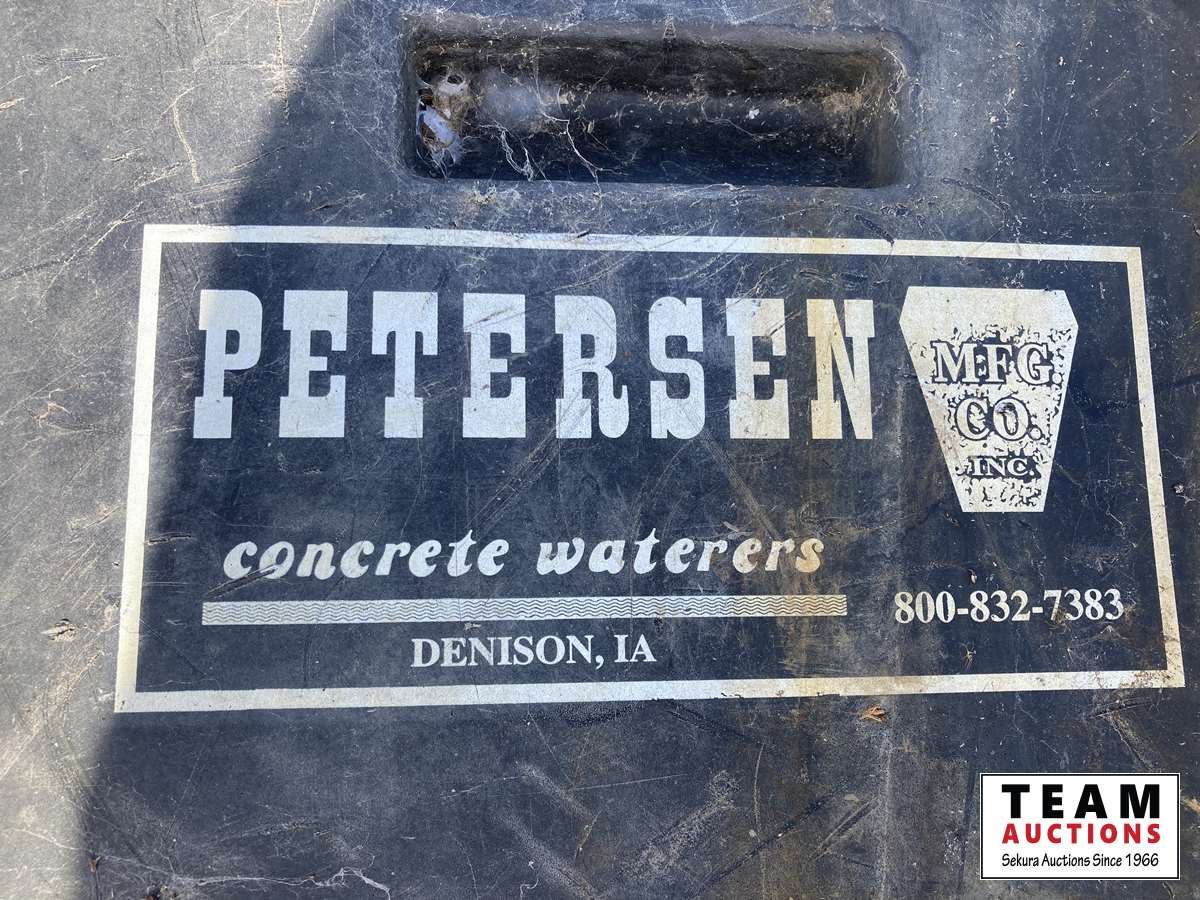 PETERSEN
MFG.
CO.
INC.
concrete waterers
800-832-7383
DENISON, IA
TEAM
AUCTIONS
Sekura Auctions Since 1966